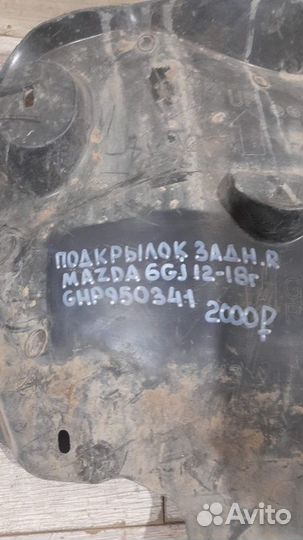 ПОДКРЫЛОК ЗАДН.R
MAZDA 6GJ 12-18г
GHP950341
2000₽
Avito